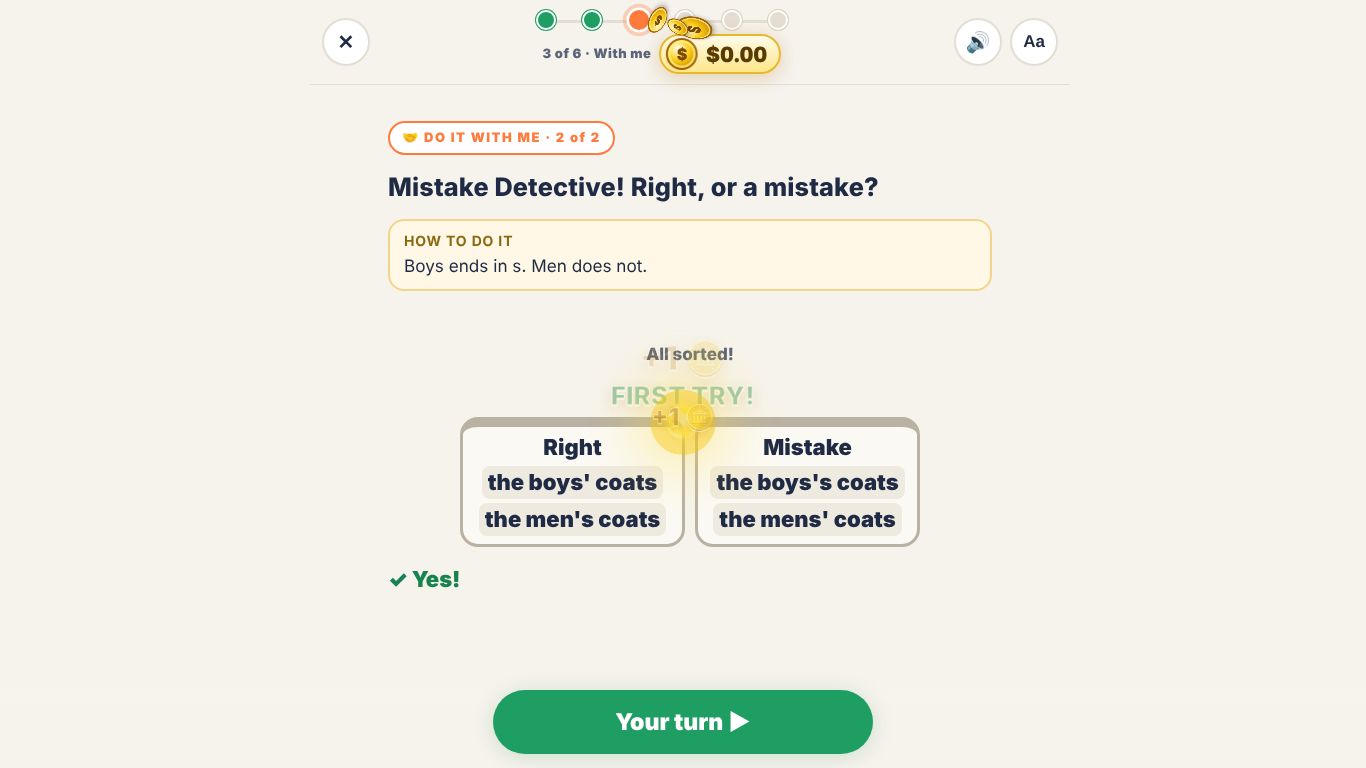 ✕
3 of 6 · With me
$ $0.00
Aa
DO IT WITH ME · 2 of 2
Mistake Detective! Right, or a mistake?
HOW TO DO IT
Boys ends in s. Men does not.
All sorted!
+1
FIRST TRY!
+1
Right
the boys' coats
the men's coats
Mistake
the boys's coats
the mens' coats
✓ Yes!
Your turn ▶